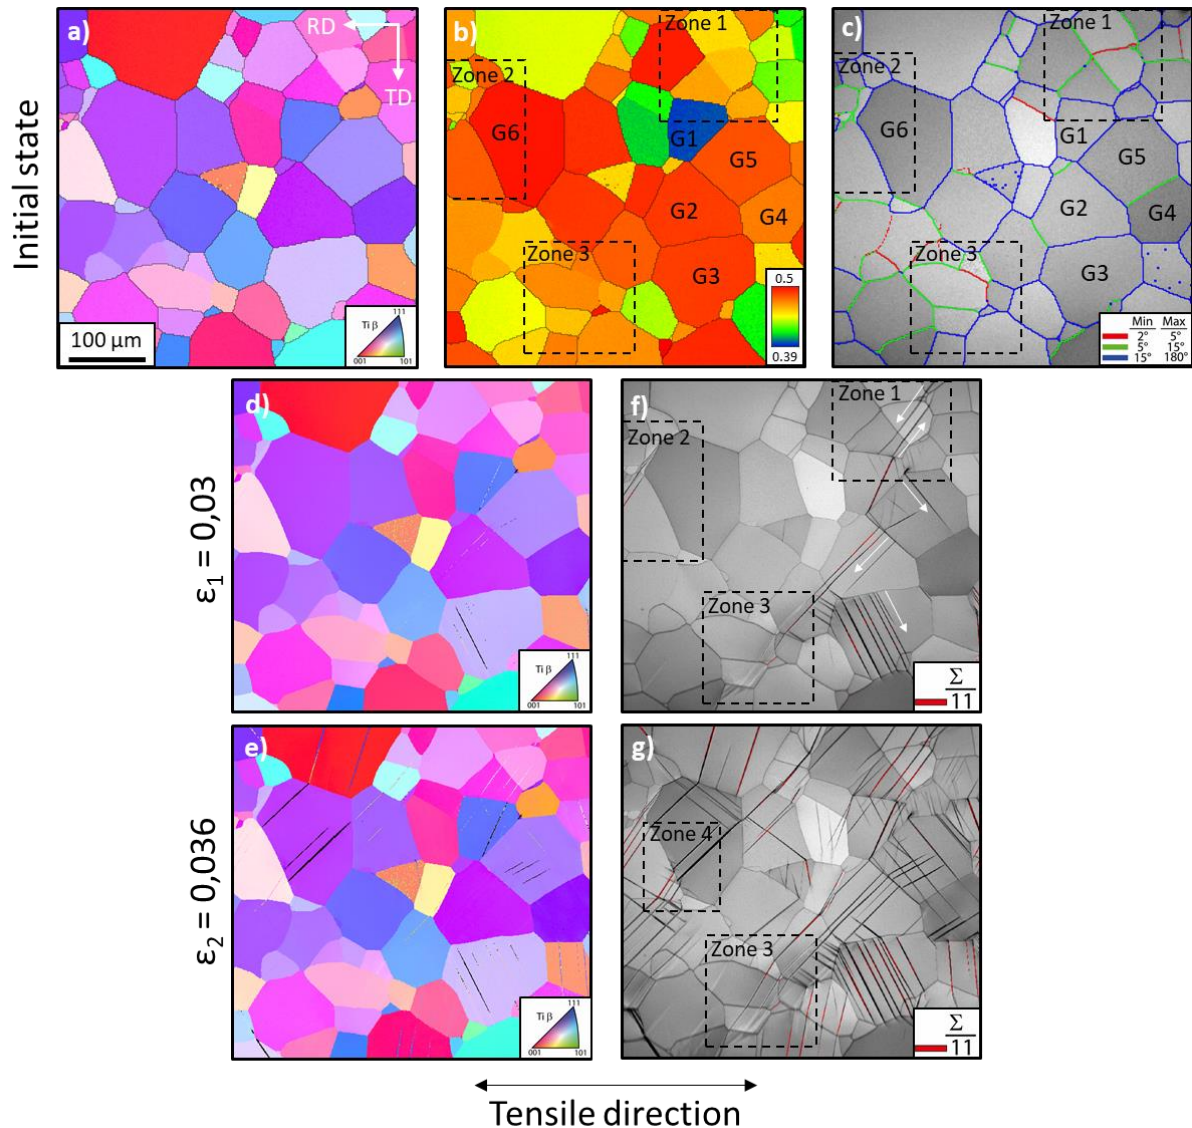 Initial state
a)
RD
TD
100 µm
Ti β
111
001
101
b)
Zone 1
Zone 2
G6
G1
G5
G2
G4
Zone 3
G3
0.5
0.39
c)
Zone 1
Zone 2
G6
G1
G5
G2
G4
Zone 3
G3
Min Max
2° 5°
5° 15°
15° 180°
ε1 = 0,03
d)
Ti β
111
001
101
f)
Zone 1
Zone 2
Zone 3
Σ
11
ε2 = 0,036
e)
Ti β
111
001
101
g)
Zone 4
Zone 3
Σ
11
Tensile direction